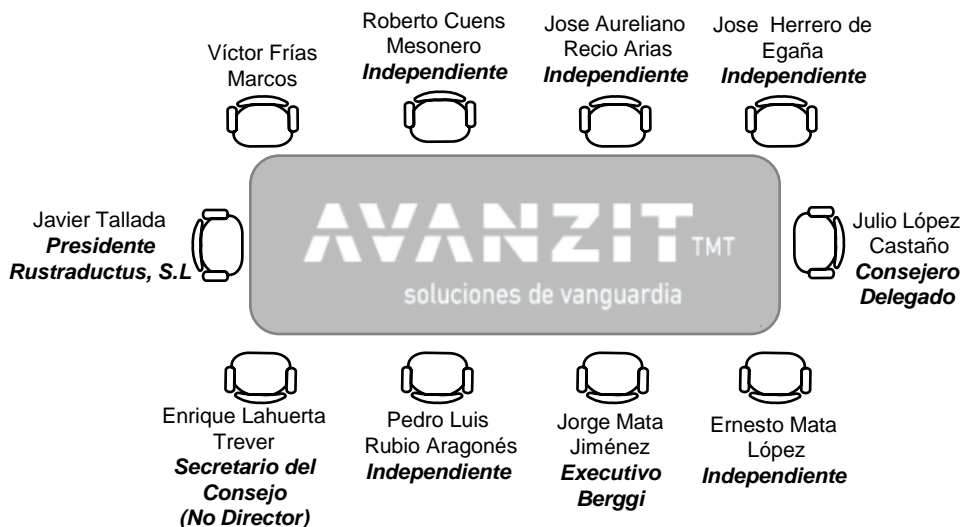 Víctor Frías
Marcos
Roberto Cuens
Mesonero
Independiente
Jose Aureliano
Recio Arias
Independiente
Jose Herrero de
Egaña
Independiente
Javier Tallada
Presidente
Rustraductus, S.L
AVANZIT TMT
soluciones de vanguardia
Julio López
Castaño
Consejero
Delegado
Enrique Lahuerta
Trever
Secretario del
Consejo
(No Director)
Pedro Luis
Rubio Aragonés
Independiente
Jorge Mata
Jiménez
Executivo
Berggi
Ernesto Mata
López
Independiente